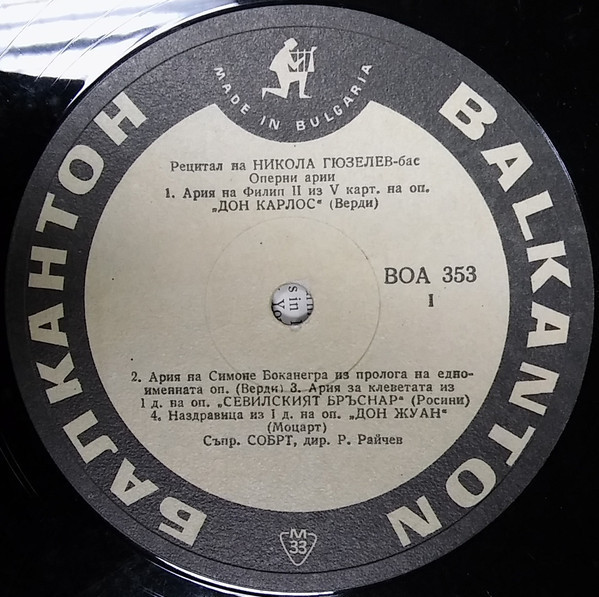 MADE IN BULGARIA
БАЛКАНТОН
BALKANTON
Рецитал на НИКОЛА ГЮЗЕЛЕВ-бас
Оперни арии
1. Ария на Филип II из V карт. на оп.
„ДОН КАРЛОС" (Верди)
ВОА 353
I
2. Ария на Симоне Боканегра из пролога на едно-
именната оп. (Верди) 3. Ария за клеветата из
I д. на оп. „СЕВИЛСКИЯТ БРЪСНАР" (Росини)
4. Наздравица из I д. на оп. „ДОН ЖУАН"
(Моцарт)
Съпр. СОБРТ, дир. Р. Райчев
M
33